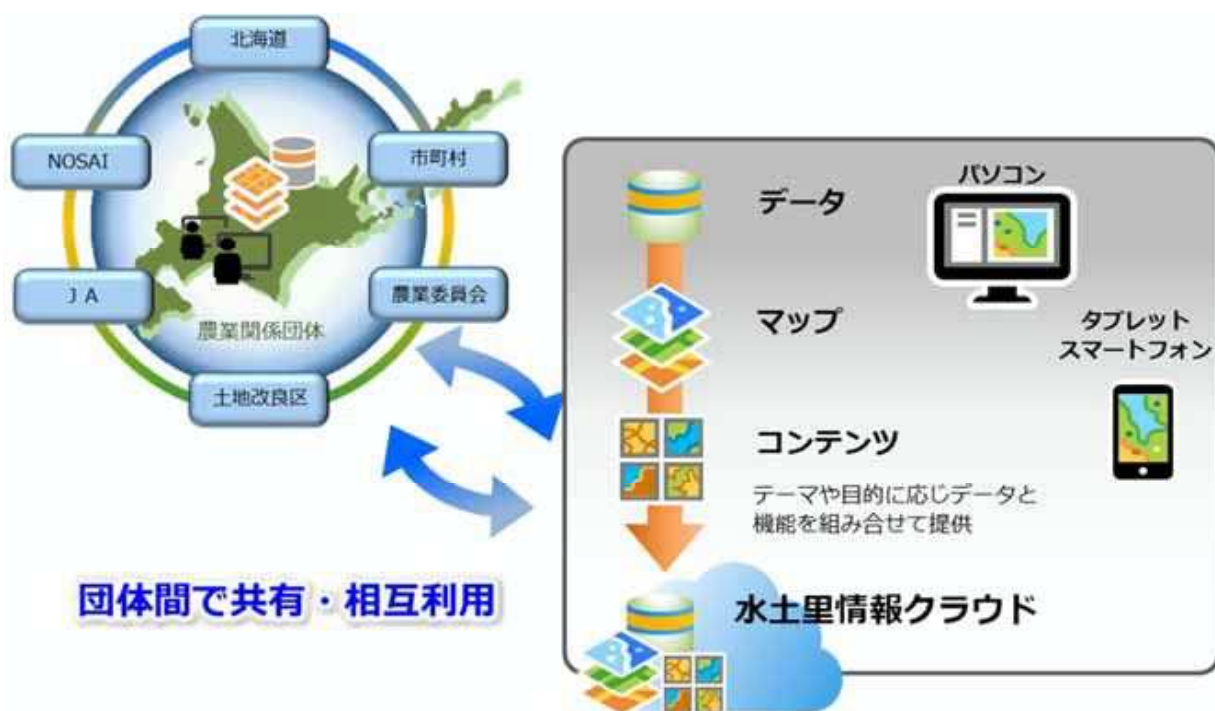 北海道
NOSAI
市町村
JA
農業委員会
農業関係団体
土地改良区
団体間で共有・相互利用
データ
パソコン
マップ
タブレット
スマートフォン
コンテンツ
テーマや目的に応じデータと
機能を組み合せて提供
水土里情報クラウド